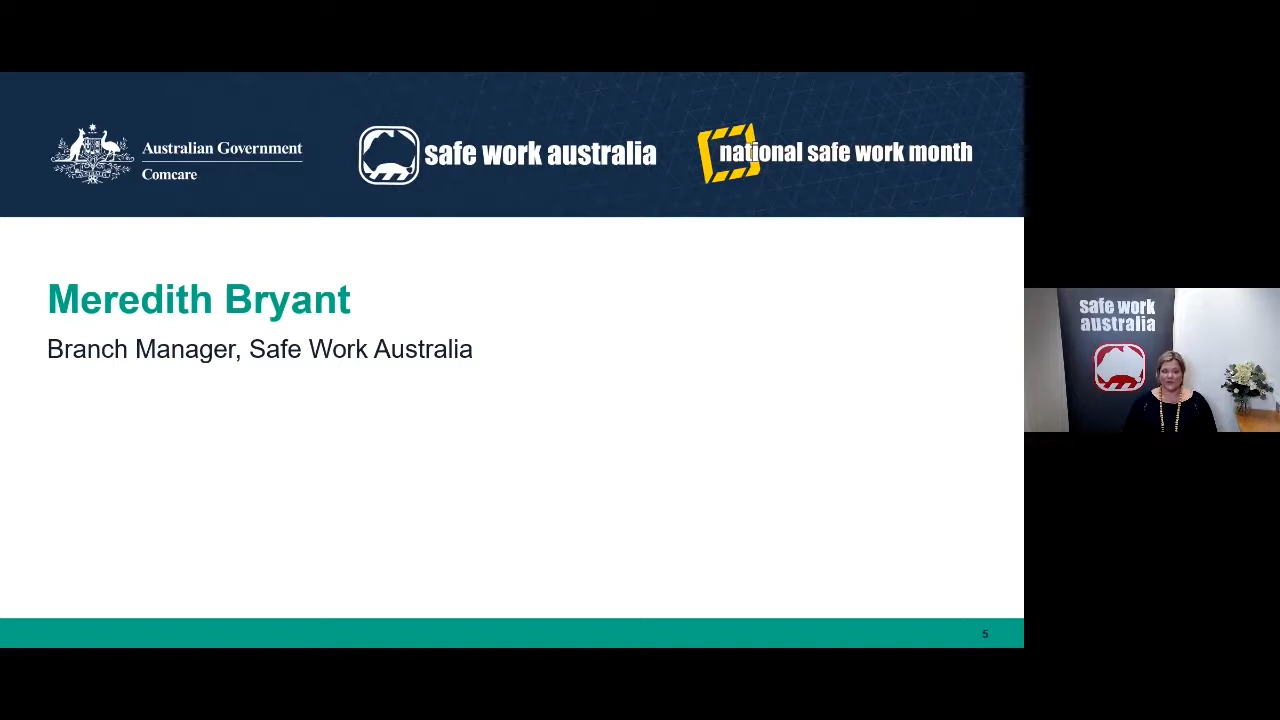 Australian Government
Comcare
safe work australia
national safe work month
Meredith Bryant
Branch Manager, Safe Work Australia
safe work
australia
5